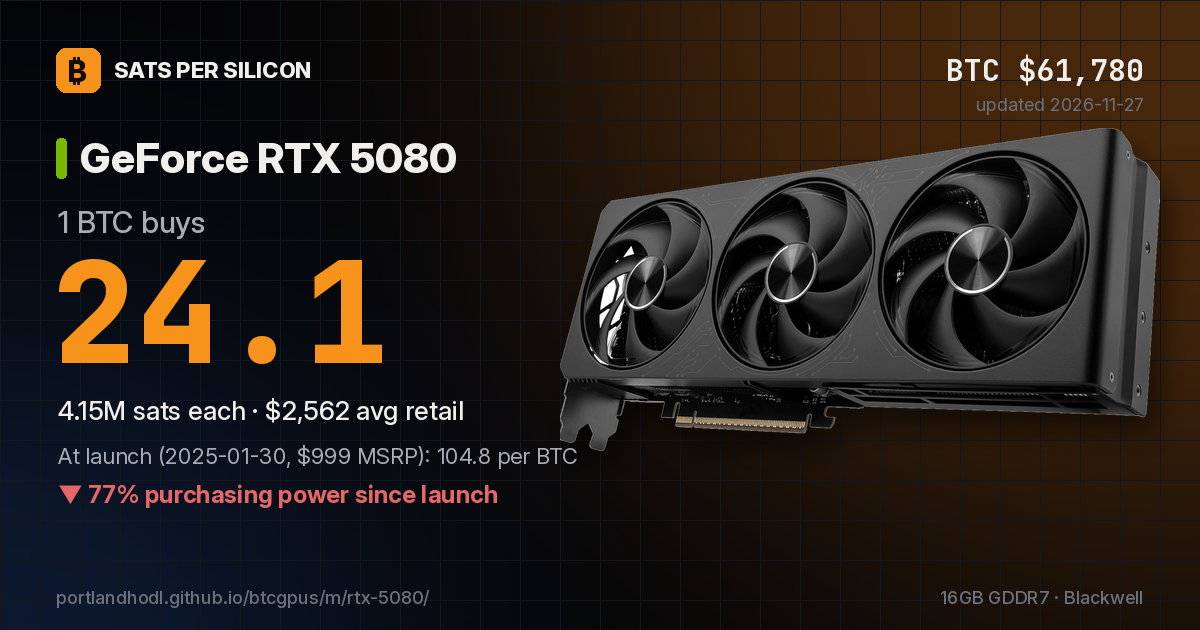 ₿ SATS PER SILICON
BTC $61,780
updated 2026-11-27
GeForce RTX 5080
1 BTC buys
24.1
4.15M sats each · $2,562 avg retail
At launch (2025-01-30, $999 MSRP): 104.8 per BTC
▼ 77% purchasing power since launch
portlandhodl.github.io/btcgpus/m/rtx-5080/
16GB GDDR7 · Blackwell